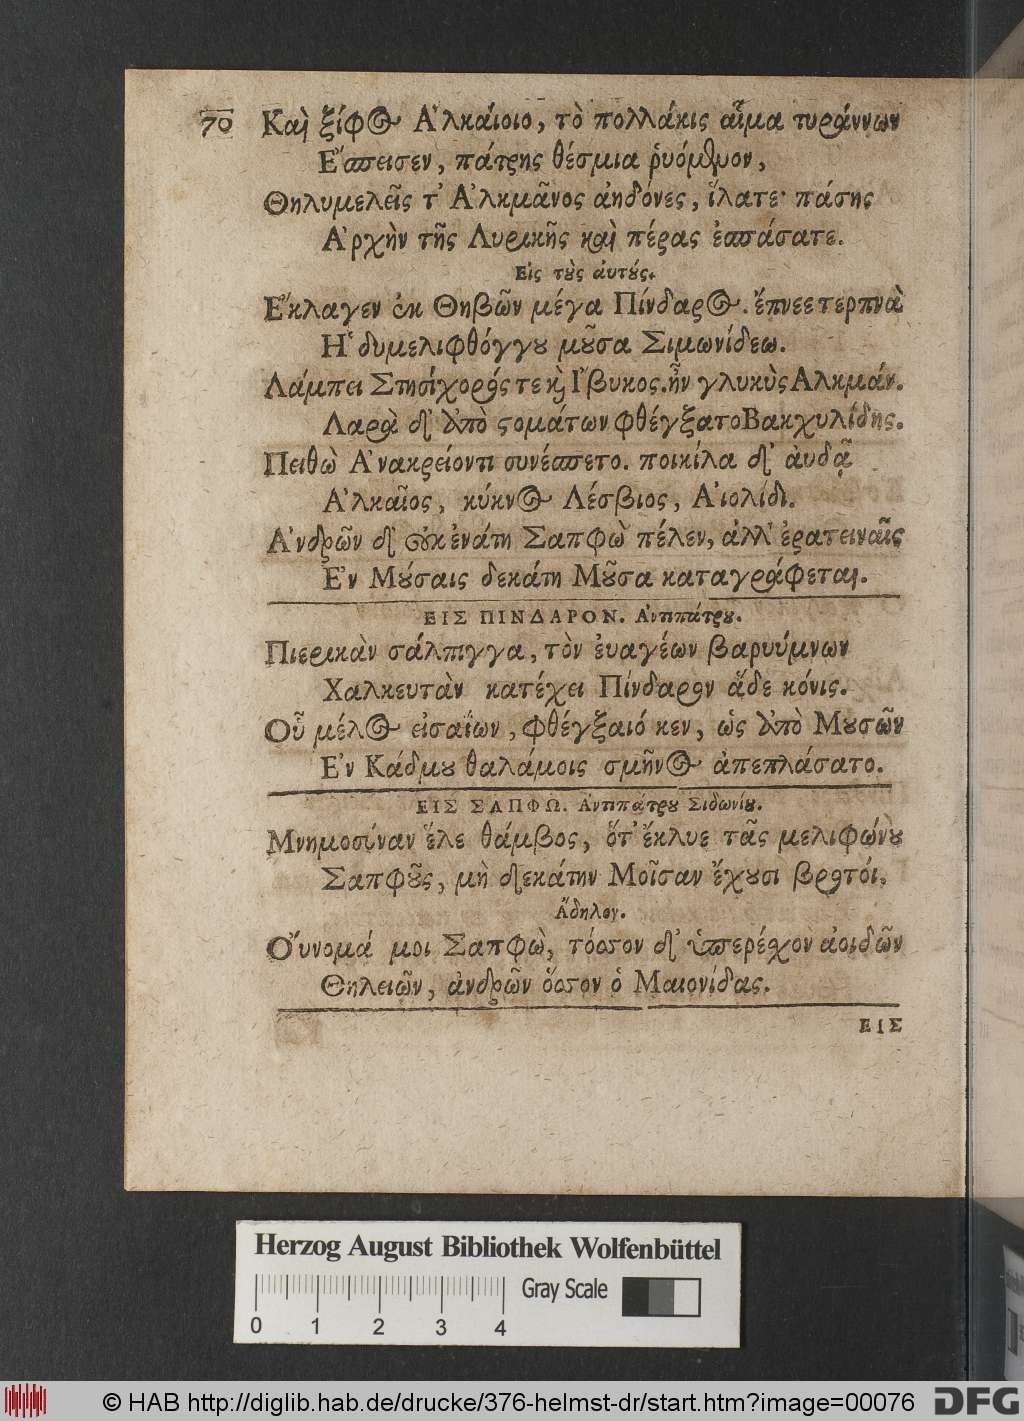 70 Καὶ ξίφος Ἀλκαίοιο, τὸ πολλάκις αἷμα τυράννων
Ἔσπεισεν, πάτρης θέσμια ῥυόμενον,
Θηλυμελεῖς τ' Ἀλκμᾶνος ἀηδόνες, ἵλατε· πάσης
Ἀρχὴν τῆς Λυρικῆς καὶ πέρας ἐσπάσατε.
Εἰς τοὺς αὐτούς.
Ἔκλαγεν ἐκ Θηβῶν μέγα Πίνδαρος. ἔπνεε τερπνὰ
Ἡδυμελιφθόγγου μοῦσα Σιμωνίδεω.
Λάμπει Στησίχορός τε καὶ Ἴβυκος. ἦν γλυκὺς Ἀλκμάν.
Λαρὰ δ' ἀπὸ στομάτων φθέγξατο Βακχυλίδης.
Πειθὼ Ἀνακρείοντι συνέσπετο. ποικίλα δ' αὐδᾷ
Ἀλκαῖος, κύκνος Λέσβιος, Αἰολίδι.
Ἀνδρῶν δ' οὐκ ἐνάτη Σαπφὼ πέλεν, ἀλλ' ἐρατειναῖς
Ἐν Μούσαις δεκάτη Μοῦσα καταγράφεται.
ΕΙΣ ΠΙΝΔΑΡΟΝ. Ἀντιπάτρου.
Πιερικὰν σάλπιγγα, τὸν ἐυαγέων βαρυύμνων
Χαλκευτὰν κατέχει Πίνδαρον ἅδε κόνις.
Οὗ μέλος εἰσαΐων, φθέγξαιό κεν, ὡς ἀπὸ Μουσῶν
Ἐν Κάδμου θαλάμοις σμῆνος ἀπεπλάσατο.
ΕΙΣ ΣΑΠΦΩ. Ἀντιπάτρου Σιδωνίου.
Μνημοσύναν ἕλε θάμβος, ὅτ' ἔκλυε τᾶς μελιφώνου
Σαπφοῦς, μὴ δεκάτην Μοῖσαν ἔχουσι βροτόι.
Ἄδηλον.
Οὔνομά μοι Σαπφὼ, τόσσον δ' ὑπερέσχον ἀοιδῶν
Θηλειῶν, ἀνδρῶν ὅσσον ὁ Μαιονίδας.
ΕΙΣ
Herzog August Bibliothek Wolfenbüttel
Gray Scale
0 1 2 3 4
© HAB http://diglib.hab.de/drucke/376-helmst-dr/start.htm?image=00076
DFG